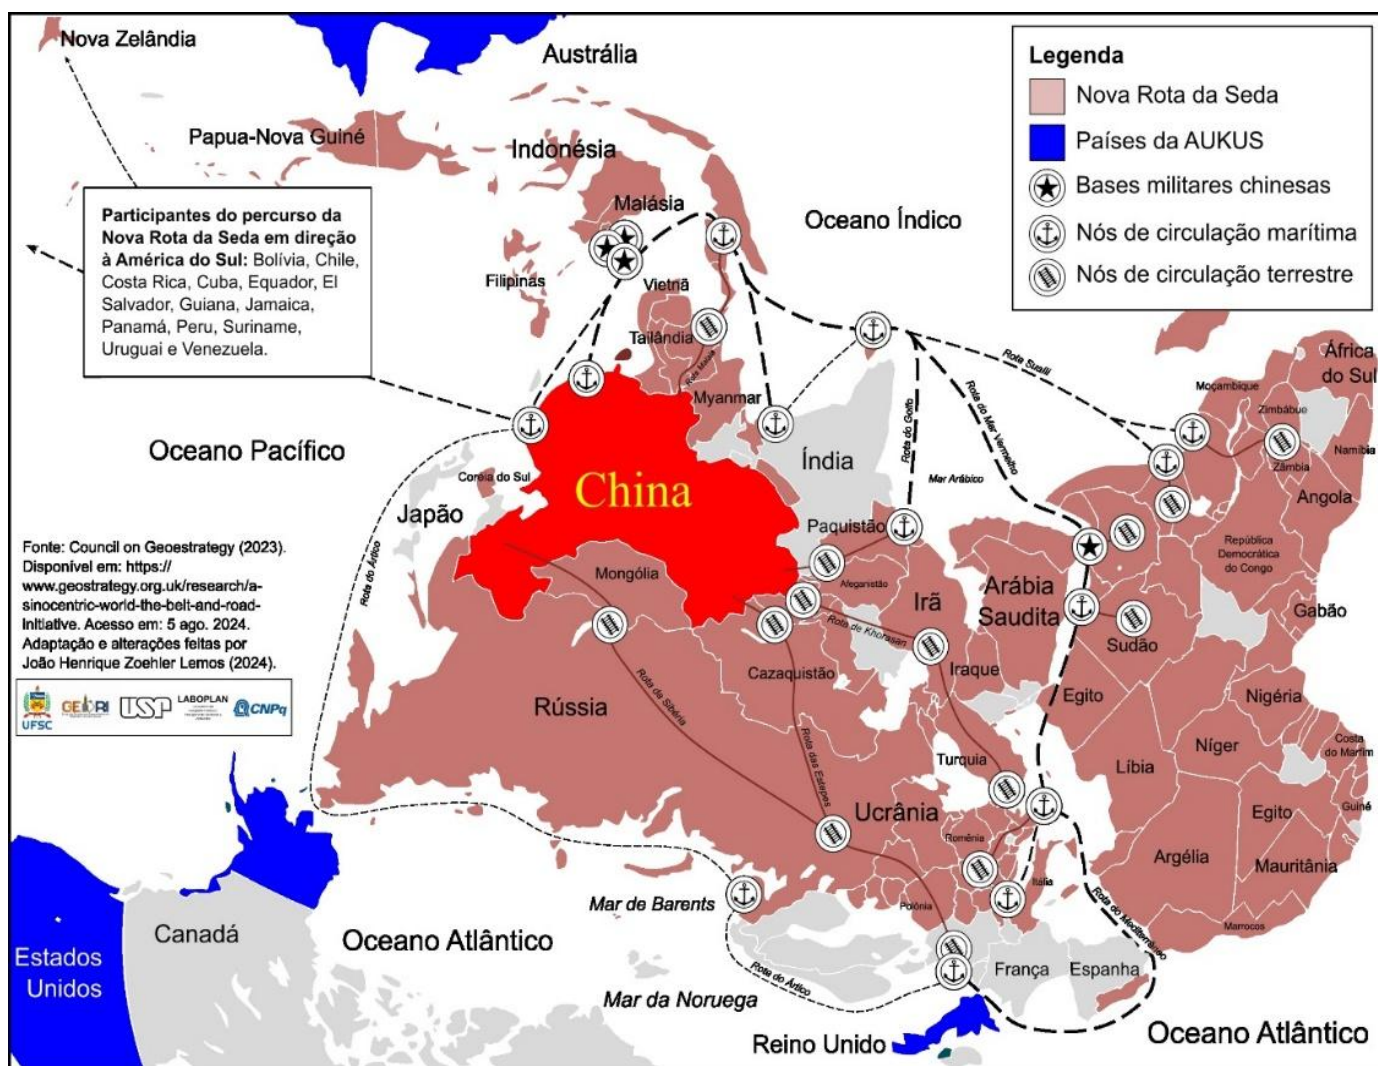 Nova Zelândia
Austrália
Papua-Nova Guiné
Indonésia
Malásia
Oceano Índico
Filipinas
Vietnã
Tailândia
Rota Malaia
Myanmar
Legenda
Nova Rota da Seda
Países da AUKUS
Bases militares chinesas
Nós de circulação marítima
Nós de circulação terrestre
Participantes do percurso da
Nova Rota da Seda em direção
à América do Sul: Bolívia, Chile,
Costa Rica, Cuba, Equador, El
Salvador, Guiana, Jamaica,
Panamá, Peru, Suriname,
Uruguai e Venezuela.
Rota Suaíli
África
do Sul
Moçambique
Zimbábue
Namíbia
Zâmbia
Angola
Oceano Pacífico
Coréia do Sul
Japão
China
Índia
Rota do Golfo
Rota do Mar Vermelho
Mar Arábico
Paquistão
Afeganistão
República
Democrática
do Congo
Gabão
Mongólia
Rota de Khorasan
Irã
Arábia
Saudita
Sudão
Rota do Ártico
Fonte: Council on Geoestrategy (2023).
Disponível em: https://
www.geostrategy.org.uk/research/a-
sinocentric-world-the-belt-and-road-
initiative. Acesso em: 5 ago. 2024.
Adaptação e alterações feitas por
João Henrique Zoehler Lemos (2024).
UFSC
USP
LABOPLAN
CNPq
Rússia
Rota da Sibéria
Cazaquistão
Rota das Estepes
Iraque
Egito
Nigéria
Turquia
Líbia
Níger
Costa
do Marfim
Guiné
Ucrânia
Romênia
Egito
Argélia
Mauritânia
Itália
Polônia
Marrocos
Rota do Mediterrâneo
Mar de Barents
Canadá
Oceano Atlântico
Estados
Unidos
Rota do Ártico
França
Espanha
Mar da Noruega
Reino Unido
Oceano Atlântico